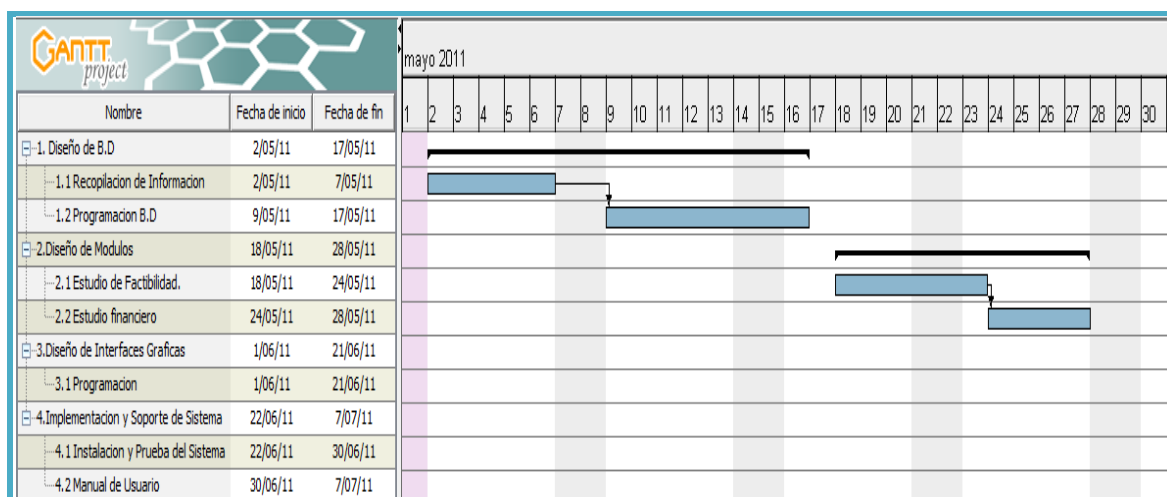 GANTT
project
mayo 2011
Nombre Fecha de inicio Fecha de fin 1 2 3 4 5 6 7 8 9 10 11 12 13 14 15 16 17 18 19 20 21 22 23 24 25 26 27 28 29 30
1. Diseño de B.D 2/05/11 17/05/11
1.1 Recopilacion de Informacion 2/05/11 7/05/11
1.2 Programacion B.D 9/05/11 17/05/11
2.Diseño de Modulos 18/05/11 28/05/11
2.1 Estudio de Factibilidad. 18/05/11 24/05/11
2.2 Estudio financiero 24/05/11 28/05/11
3.Diseño de Interfaces Graficas 1/06/11 21/06/11
3.1 Programacion 1/06/11 21/06/11
4.Implementacion y Soporte de Sistema 22/06/11 7/07/11
4.1 Instalacion y Prueba del Sistema 22/06/11 30/06/11
4.2 Manual de Usuario 30/06/11 7/07/11